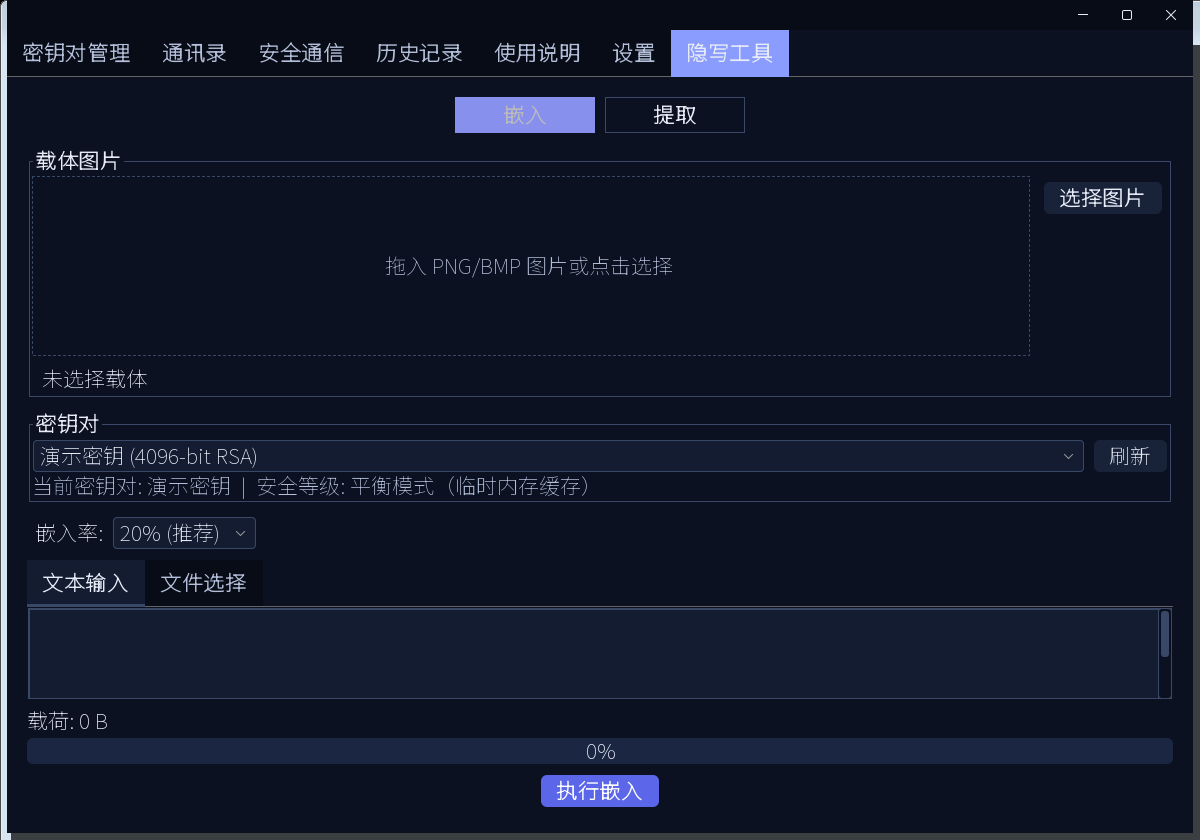 密钥对管理 通讯录 安全通信 历史记录 使用说明 设置 隐写工具
嵌入 提取
载体图片
选择图片
拖入 PNG/BMP 图片或点击选择
未选择载体
密钥对
演示密钥 (4096-bit RSA) 刷新
当前密钥对: 演示密钥 | 安全等级: 平衡模式（临时内存缓存）
嵌入率: 20% (推荐)
文本输入 文件选择
载荷: 0 B
0%
执行嵌入